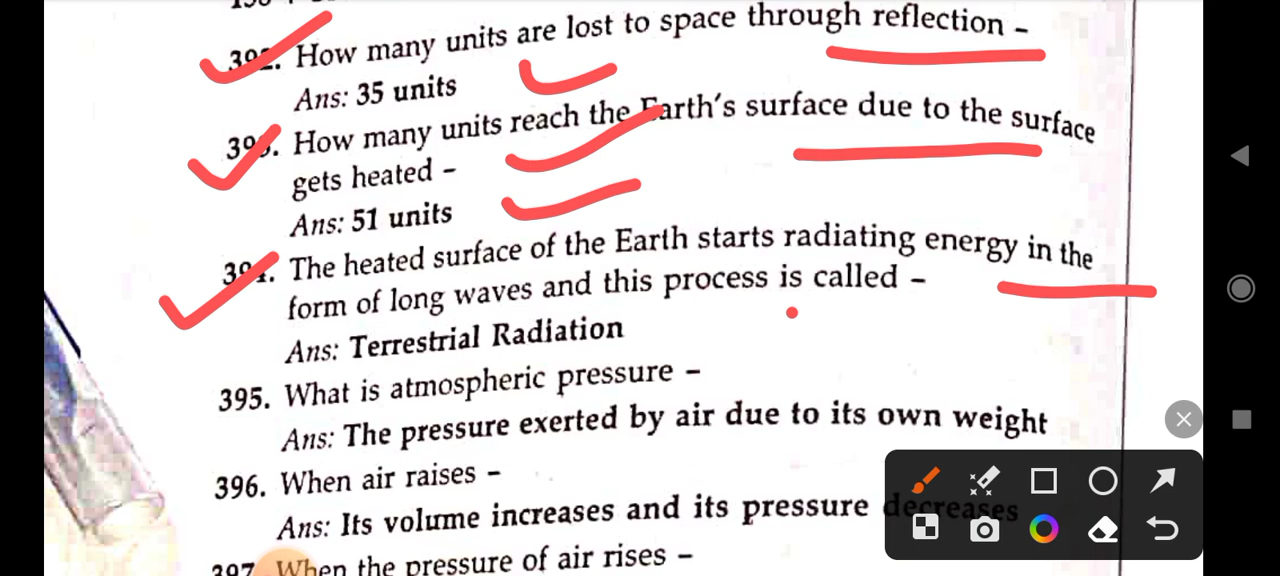 392. How many units are lost to space through reflection –
Ans: 35 units
393. How many units reach the Earth's surface due to the surface
gets heated –
Ans: 51 units
394. The heated surface of the Earth starts radiating energy in the
form of long waves and this process is called –
Ans: Terrestrial Radiation
395. What is atmospheric pressure –
Ans: The pressure exerted by air due to its own weight
396. When air raises –
Ans: Its volume increases and its pressure decreases
397. When the pressure of air rises –